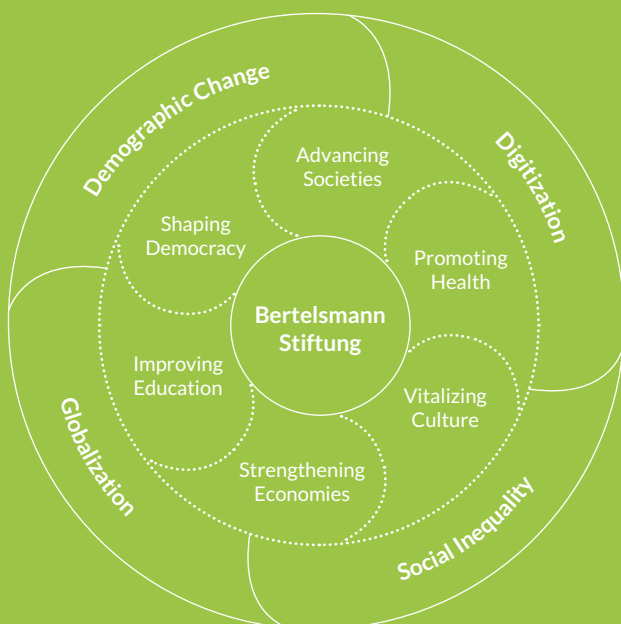 Demographic Change
Digitization
Advancing
Societies
Shaping
Democracy
Promoting
Health
Bertelsmann
Stiftung
Improving
Education
Vitalizing
Culture
Strengthening
Economies
Globalization
Social Inequality